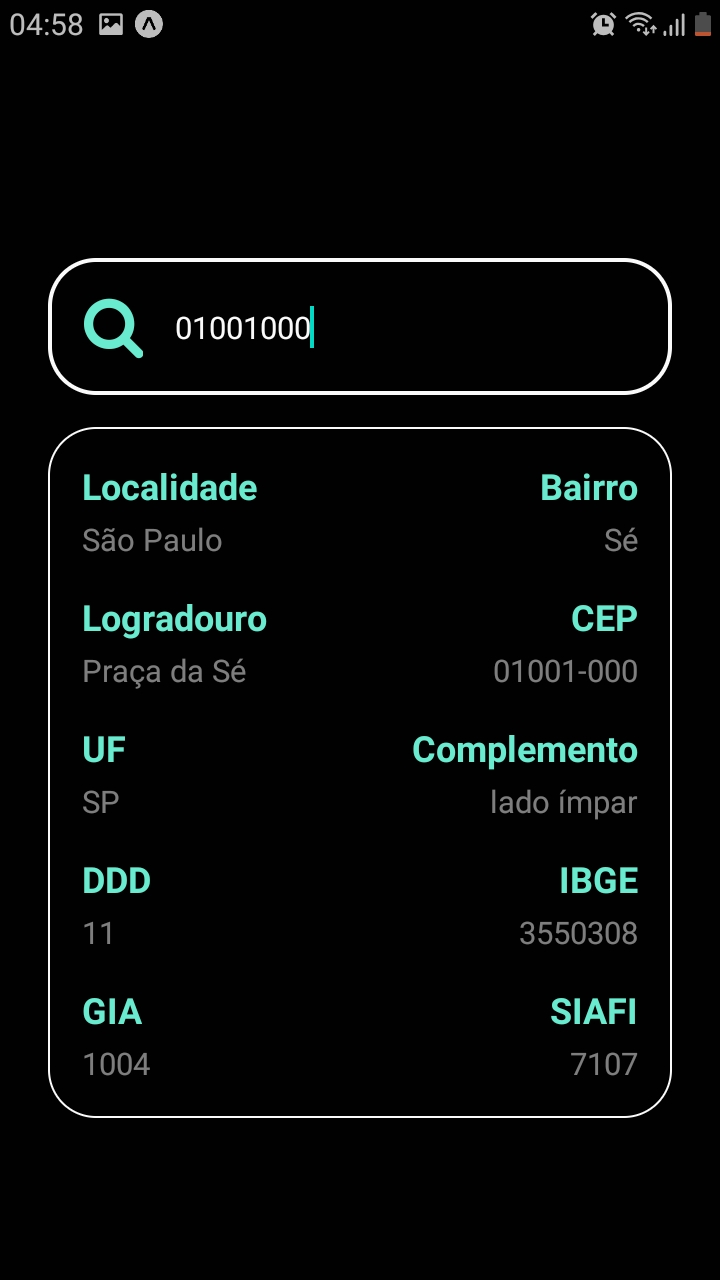 04:58
01001000
Localidade Bairro
São Paulo Sé
Logradouro CEP
Praça da Sé 01001-000
UF Complemento
SP lado ímpar
DDD IBGE
11 3550308
GIA SIAFI
1004 7107